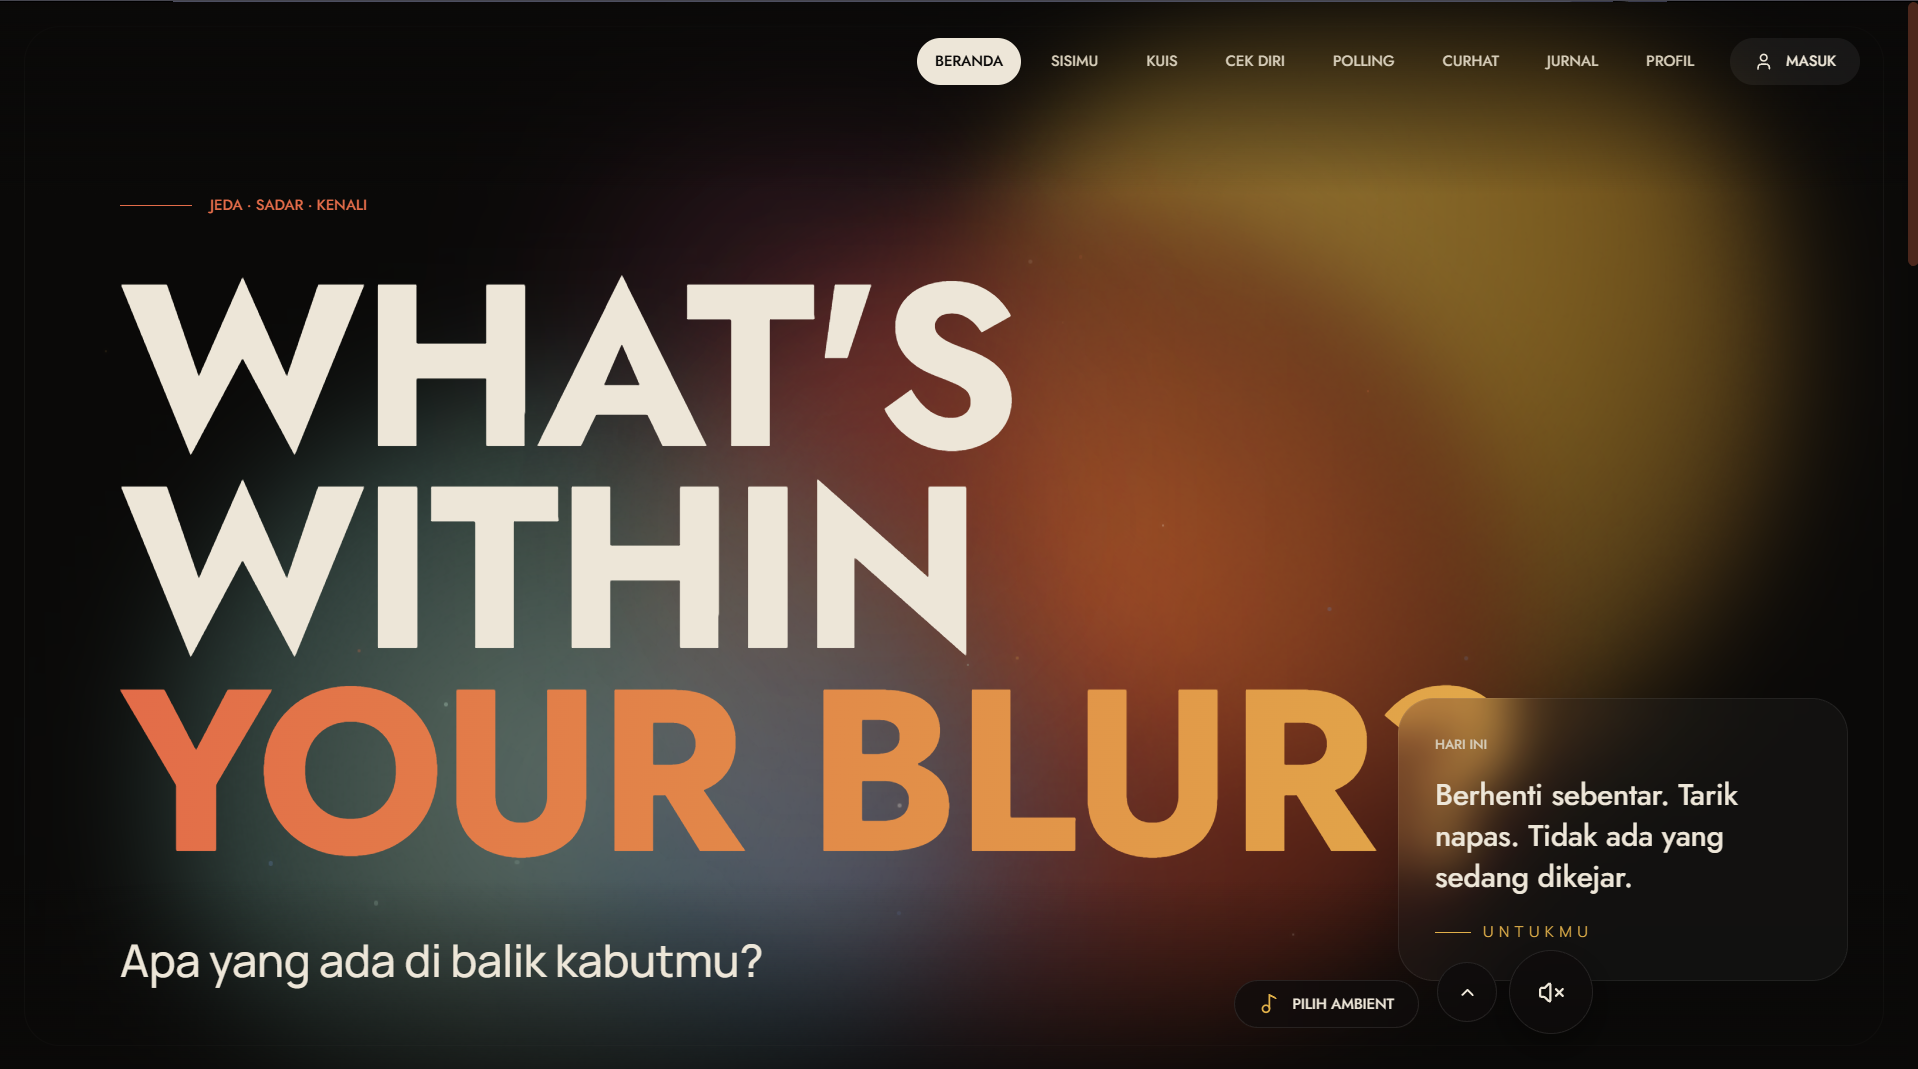 BERANDA SISIMU KUIS CEK DIRI POLLING CURHAT JURNAL PROFIL MASUK
JEDA · SADAR · KENALI
WHAT'S
WITHIN
YOUR BLUR?
HARI INI
Berhenti sebentar. Tarik
napas. Tidak ada yang
sedang dikejar.
UNTUKMU
Apa yang ada di balik kabutmu?
PILIH AMBIENT